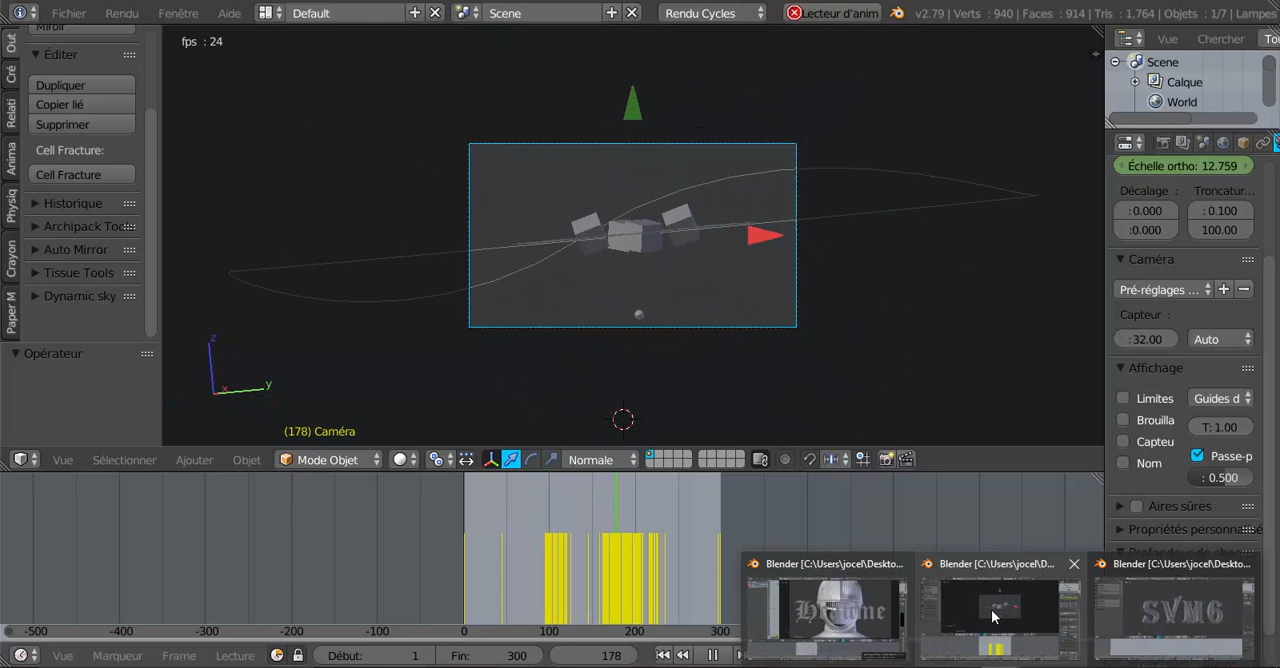 Fichier Rendu Fenêtre Aide Default Scene Rendu Cycles Lecteur d'anim v2.79 | Verts : 940 | Faces : 914 | Tris : 1,764 | Objets : 1/7 | Lampes
Out
Cré
Relati
Anima
Physiq
Crayon
Paper M
Miroir
Éditer
Dupliquer
Copier lié
Supprimer
Cell Fracture:
Cell Fracture
Historique
Archipack Too
Auto Mirror
Tissue Tools
Dynamic sky
Opérateur
fps : 24
z
x
y
(178) Caméra
Vue Chercher Tou
Scene
Calque
World
Échelle ortho: 12.759
Décalage : Troncatur...
: 0.000 : 0.100
: 0.000 100.00
Caméra
Pré-réglages ...
Capteur :
: 32.00 Auto
Affichage
Limites Guides d
Brouilla T: 1.00
Capteu
Nom Passe-p
: 0.500
Aires sûres
Propriétés personnalisé
Vue Sélectionner Ajouter Objet Mode Objet Normale
-500 -400 -300 -200 -100 0 100 200 300
Vue Marqueur Frame Lecture Début: 1 Fin: 300 178
Blender [C:\Users\jocel\Deskto...
Blender [C:\Users\jocel\D...
Blender [C:\Users\jocel\Deskto...
SVM6